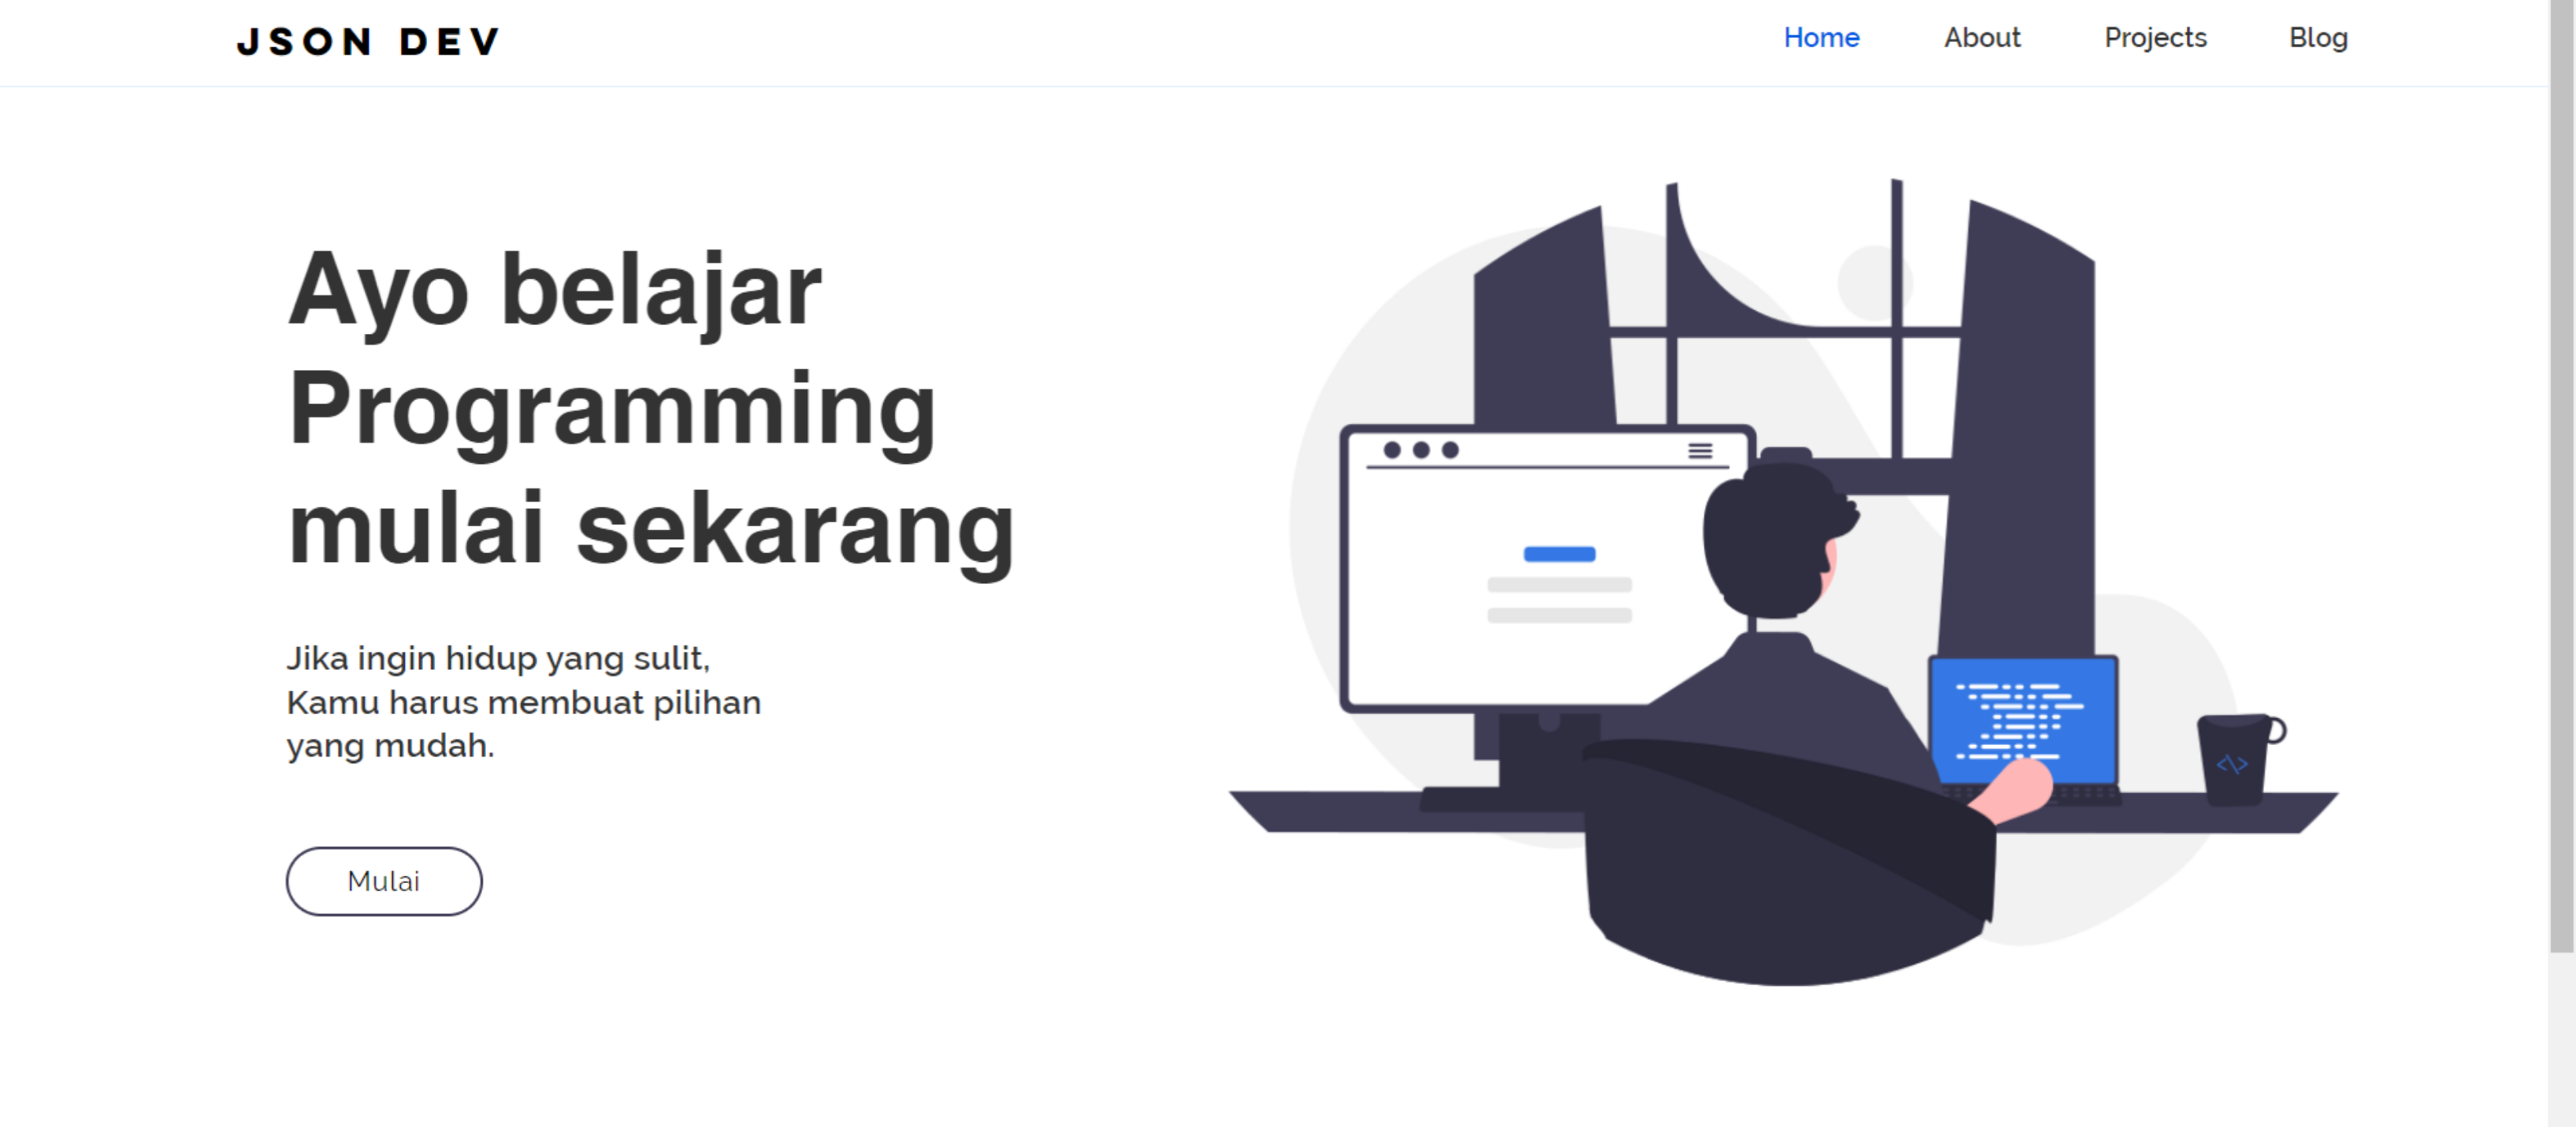 JSON DEV
Home About Projects Blog
Ayo belajar
Programming
mulai sekarang
Jika ingin hidup yang sulit,
Kamu harus membuat pilihan
yang mudah.
Mulai